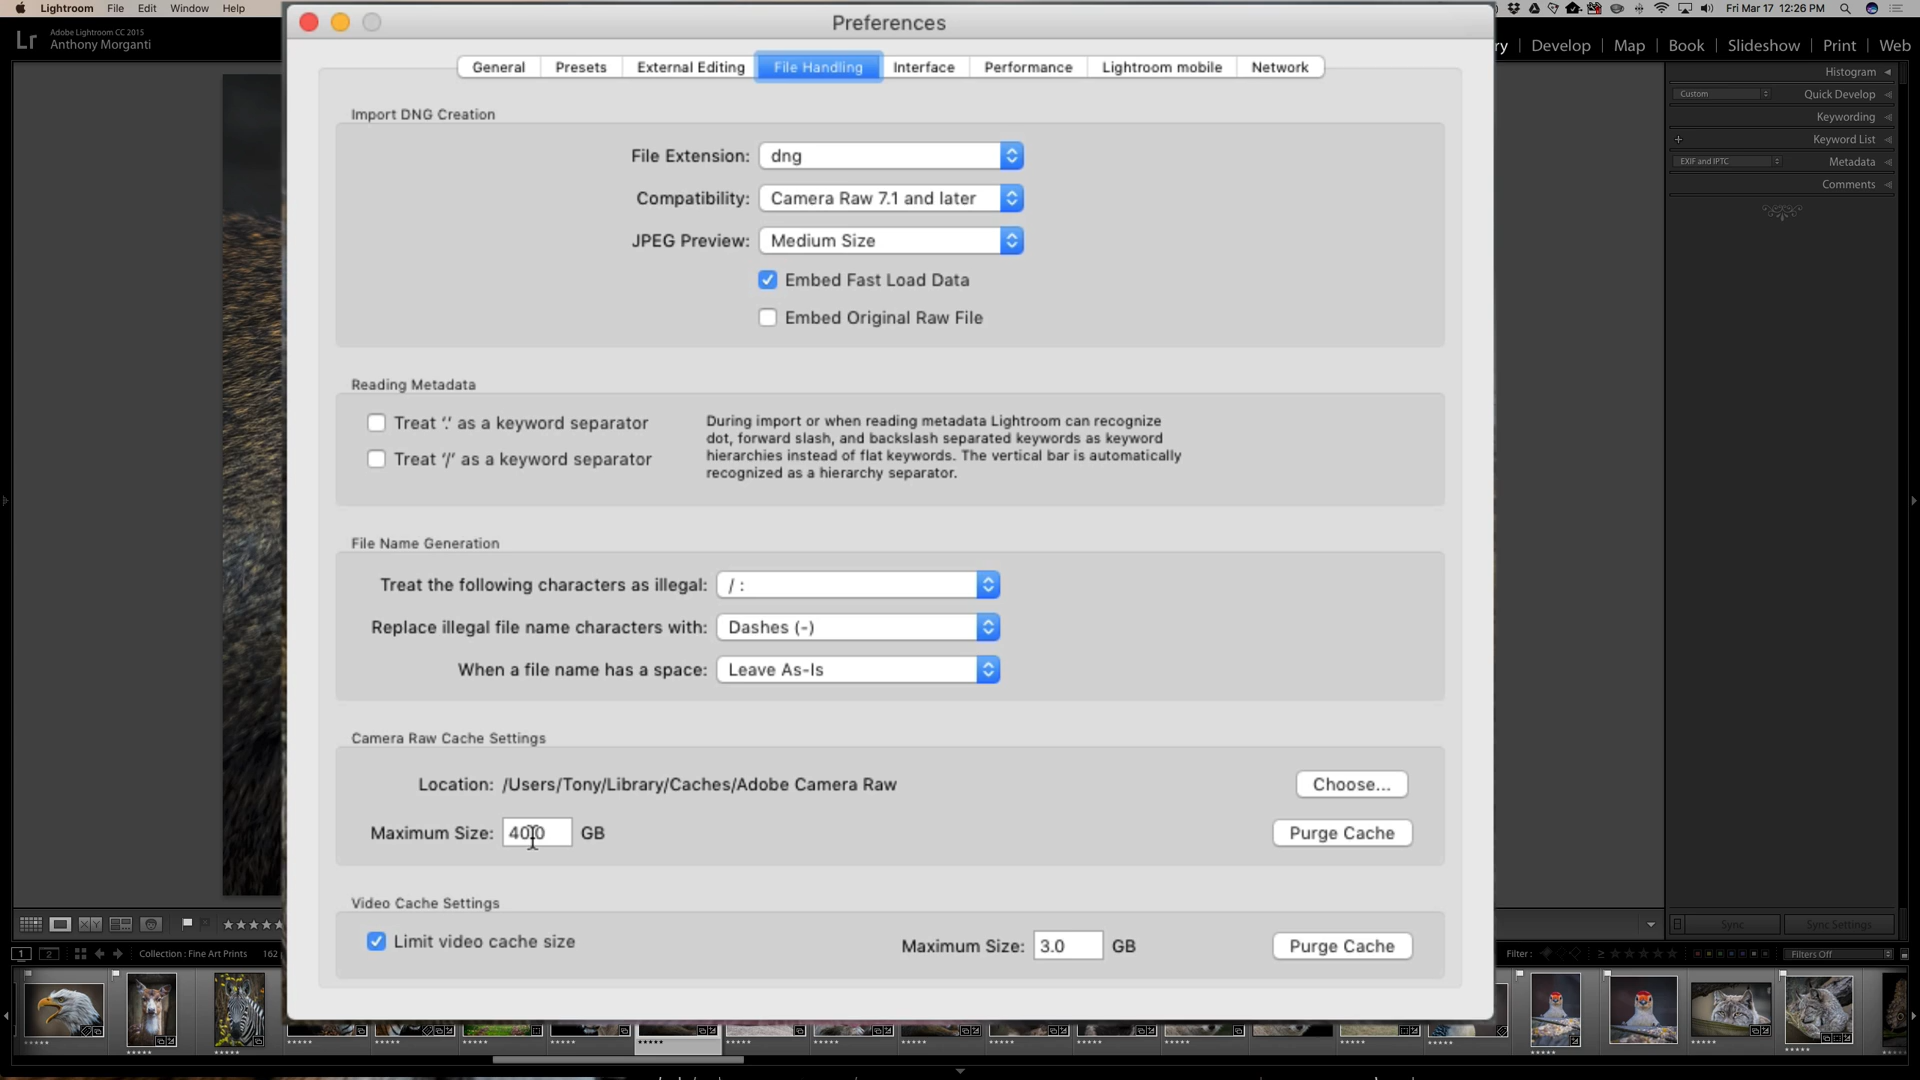 Lightroom File Edit Window Help
Fri Mar 17 12:26 PM
Lr Adobe Lightroom CC 2015
Anthony Morganti
ry | Develop | Map | Book | Slideshow | Print | Web
Preferences
General Presets External Editing File Handling Interface Performance Lightroom mobile Network
Import DNG Creation
File Extension: dng
Compatibility: Camera Raw 7.1 and later
JPEG Preview: Medium Size
Embed Fast Load Data
Embed Original Raw File
Reading Metadata
Treat '.' as a keyword separator
Treat '/' as a keyword separator
During import or when reading metadata Lightroom can recognize
dot, forward slash, and backslash separated keywords as keyword
hierarchies instead of flat keywords. The vertical bar is automatically
recognized as a hierarchy separator.
File Name Generation
Treat the following characters as illegal: / :
Replace illegal file name characters with: Dashes (-)
When a file name has a space: Leave As-Is
Camera Raw Cache Settings
Location: /Users/Tony/Library/Caches/Adobe Camera Raw
Choose...
Maximum Size: 40.0 GB
Purge Cache
Video Cache Settings
Limit video cache size
Maximum Size: 3.0 GB
Purge Cache
Histogram
Custom Quick Develop
Keywording
+ Keyword List
EXIF and IPTC Metadata
Comments
Sync Sync Settings
1 2 Collection : Fine Art Prints 162
Filter : Filters Off